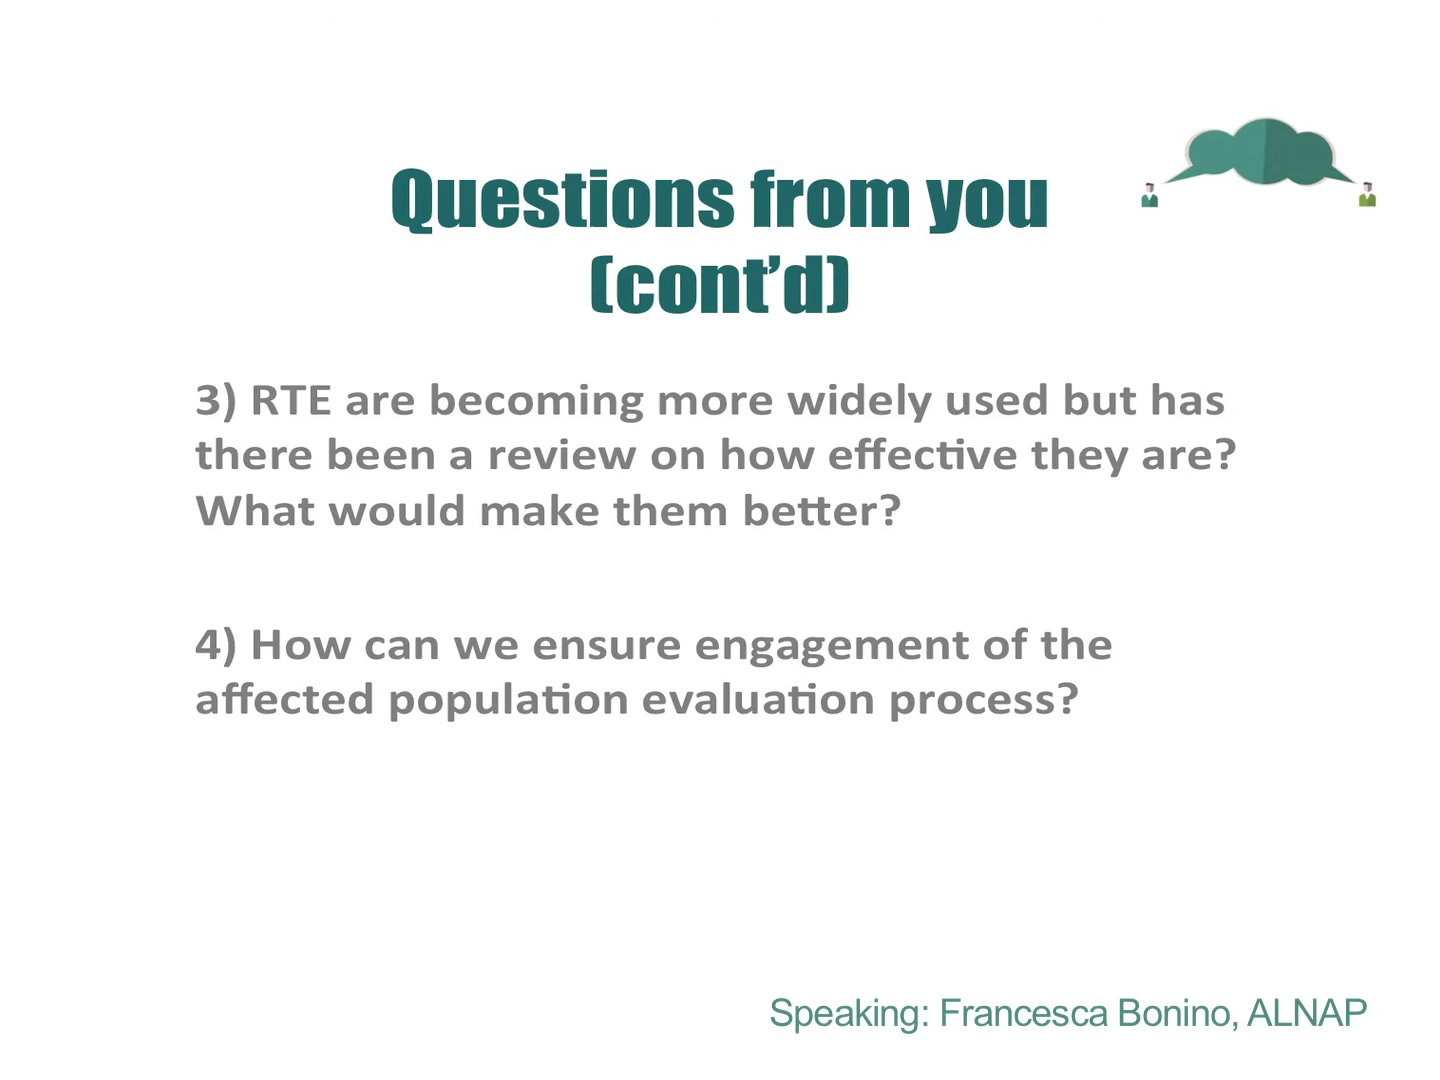 Questions from you
(cont’d)
3) RTE are becoming more widely used but has
there been a review on how effective they are?
What would make them better?
4) How can we ensure engagement of the
affected population evaluation process?
Speaking: Francesca Bonino, ALNAP